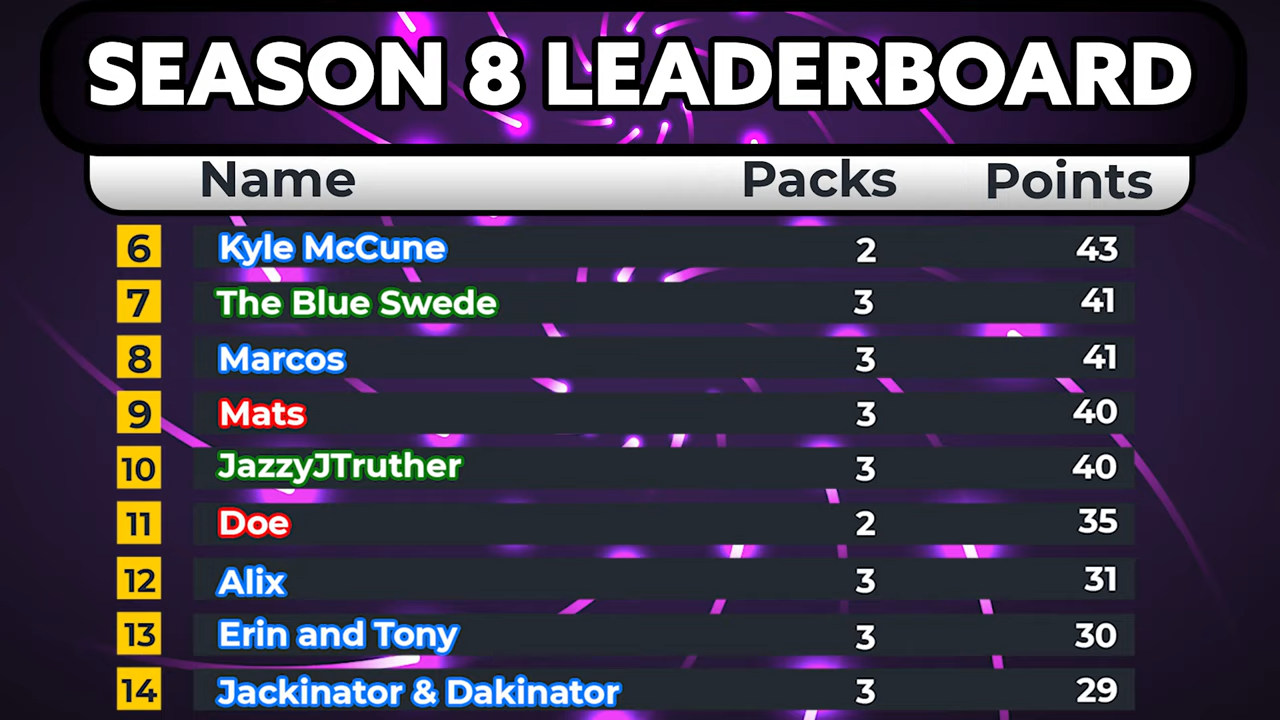 SEASON 8 LEADERBOARD
Name Packs Points
6 Kyle McCune 2 43
7 The Blue Swede 3 41
8 Marcos 3 41
9 Mats 3 40
10 JazzyJTruther 3 40
11 Doe 2 35
12 Alix 3 31
13 Erin and Tony 3 30
14 Jackinator & Dakinator 3 29